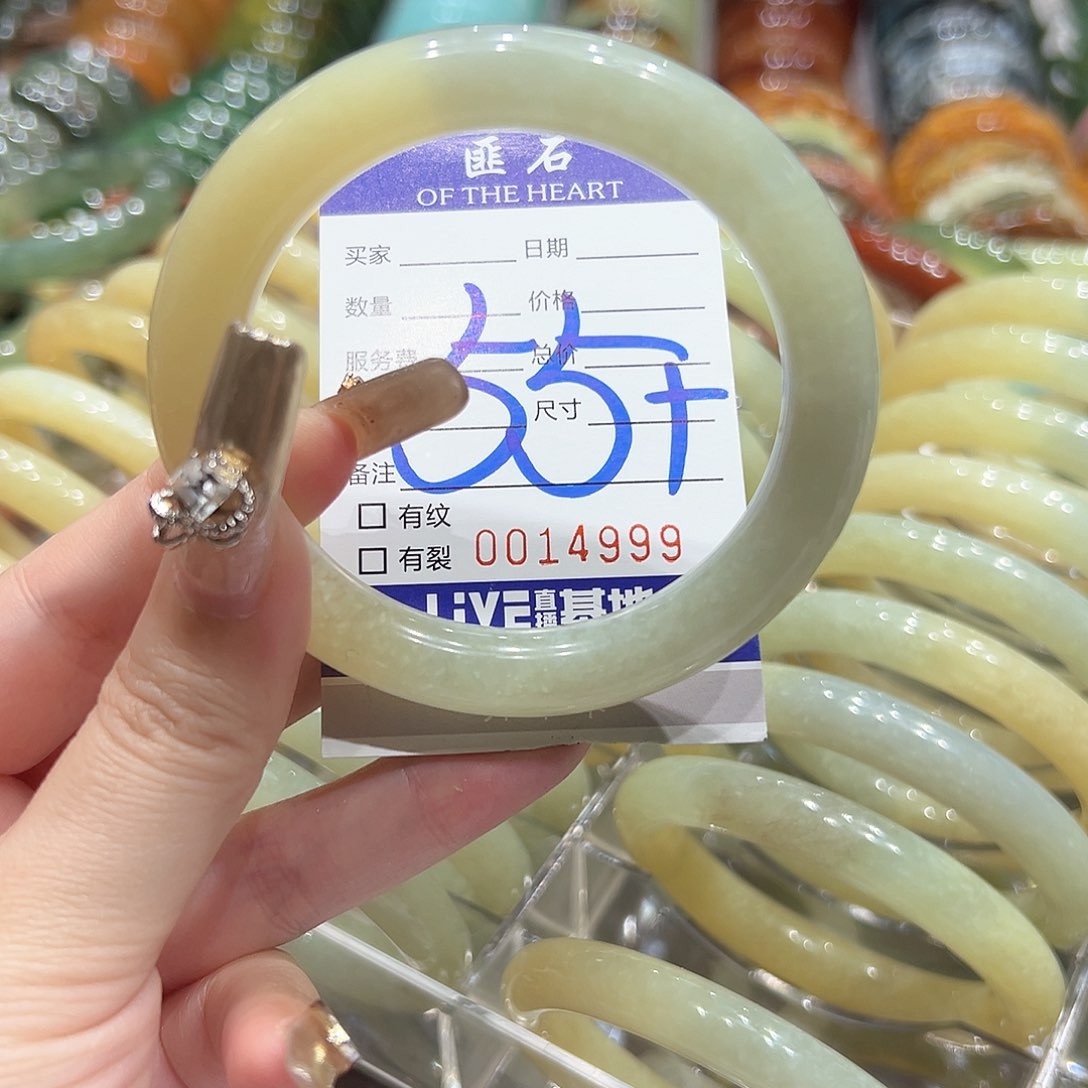 匪石
OF THE HEART
买家 日期
数量 价格
服务费 总价
尺寸
55+
备注
有纹
有裂 0014999
LiVE 直播基地